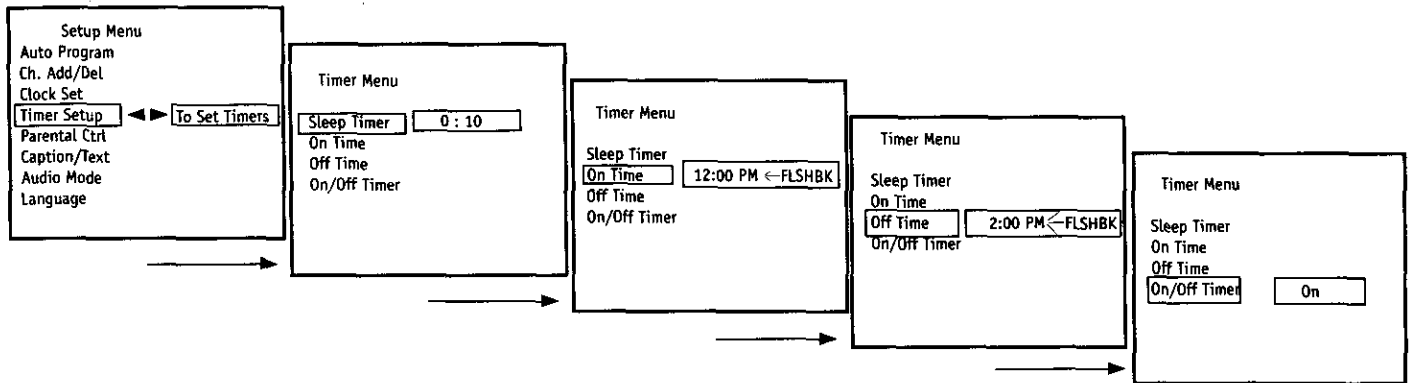 Setup Menu
Auto Program
Ch. Add/Del
Clock Set
Timer Setup ◄ ► To Set Timers
Parental Ctrl
Caption/Text
Audio Mode
Language
Timer Menu
Sleep Timer 0 : 10
On Time
Off Time
On/Off Timer
Timer Menu
Sleep Timer
On Time 12:00 PM ←FLSHBK
Off Time
On/Off Timer
Timer Menu
Sleep Timer
On Time
Off Time 2:00 PM←FLSHBK
On/Off Timer
Timer Menu
Sleep Timer
On Time
Off Time
On/Off Timer On